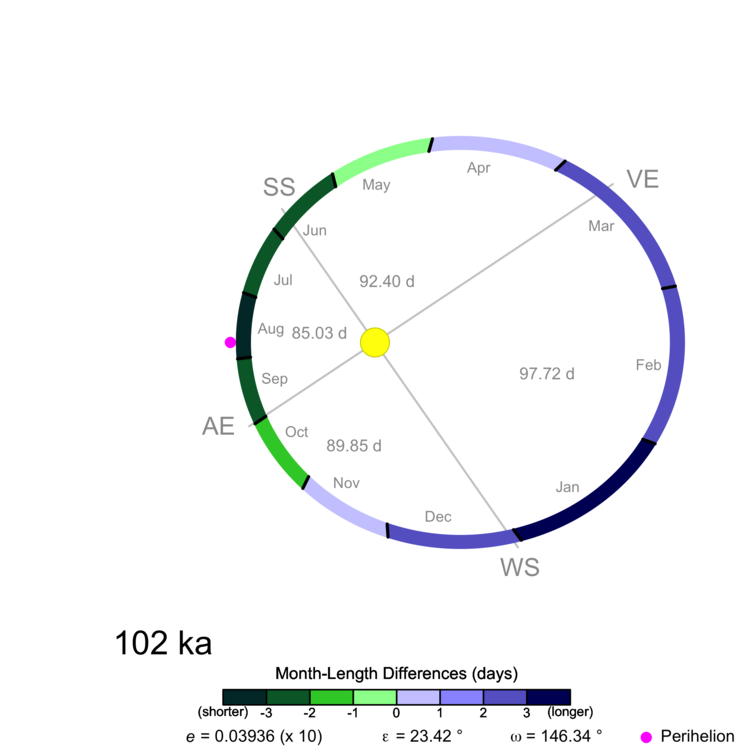 VE
SS
Apr
May
Mar
Jun
92.40 d
Jul
Aug
85.03 d
Feb
97.72 d
Sep
AE
Oct
89.85 d
Nov
Jan
Dec
WS
102 ka
Month-Length Differences (days)
(shorter) -3 -2 -1 0 1 2 3 (longer)
e = 0.03936 (x 10) ε = 23.42 ° ω = 146.34 ° Perihelion